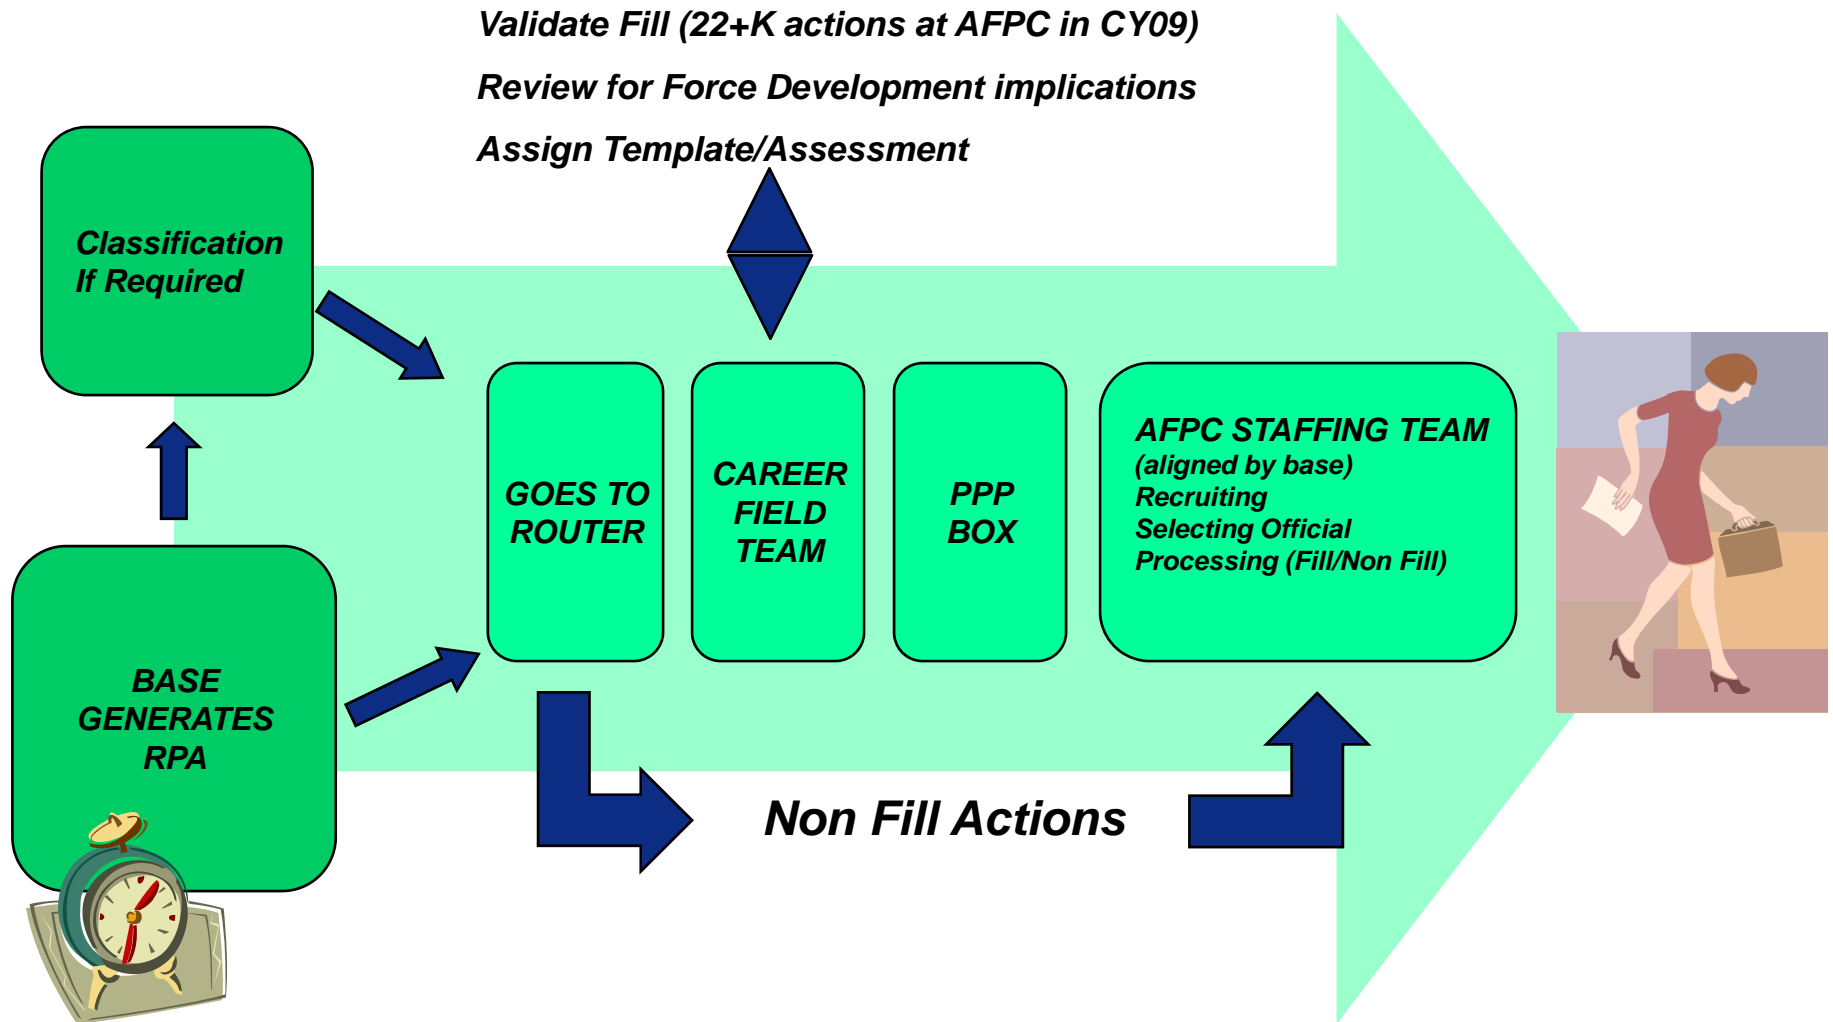 Validate Fill (22+K actions at AFPC in CY09)
Review for Force Development implications
Assign Template/Assessment
Classification
If Required
BASE
GENERATES
RPA
GOES TO
ROUTER
CAREER
FIELD
TEAM
PPP
BOX
AFPC STAFFING TEAM
(aligned by base)
Recruiting
Selecting Official
Processing (Fill/Non Fill)
Non Fill Actions